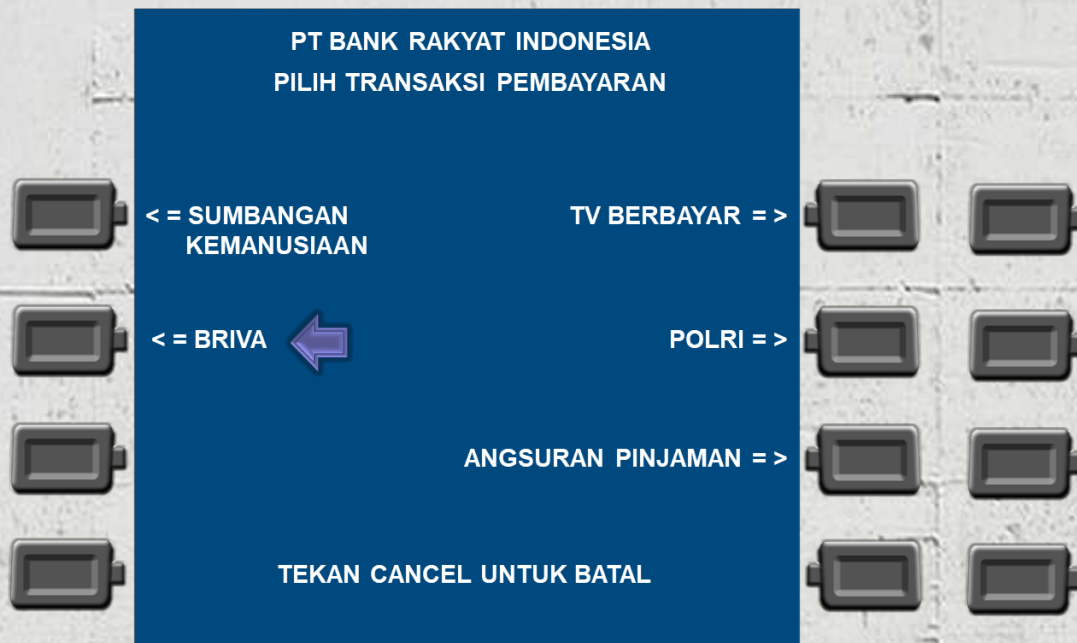 PT BANK RAKYAT INDONESIA
PILIH TRANSAKSI PEMBAYARAN
< = SUMBANGAN KEMANUSIAAN
TV BERBAYAR = >
< = BRIVA
POLRI = >
ANGSURAN PINJAMAN = >
TEKAN CANCEL UNTUK BATAL